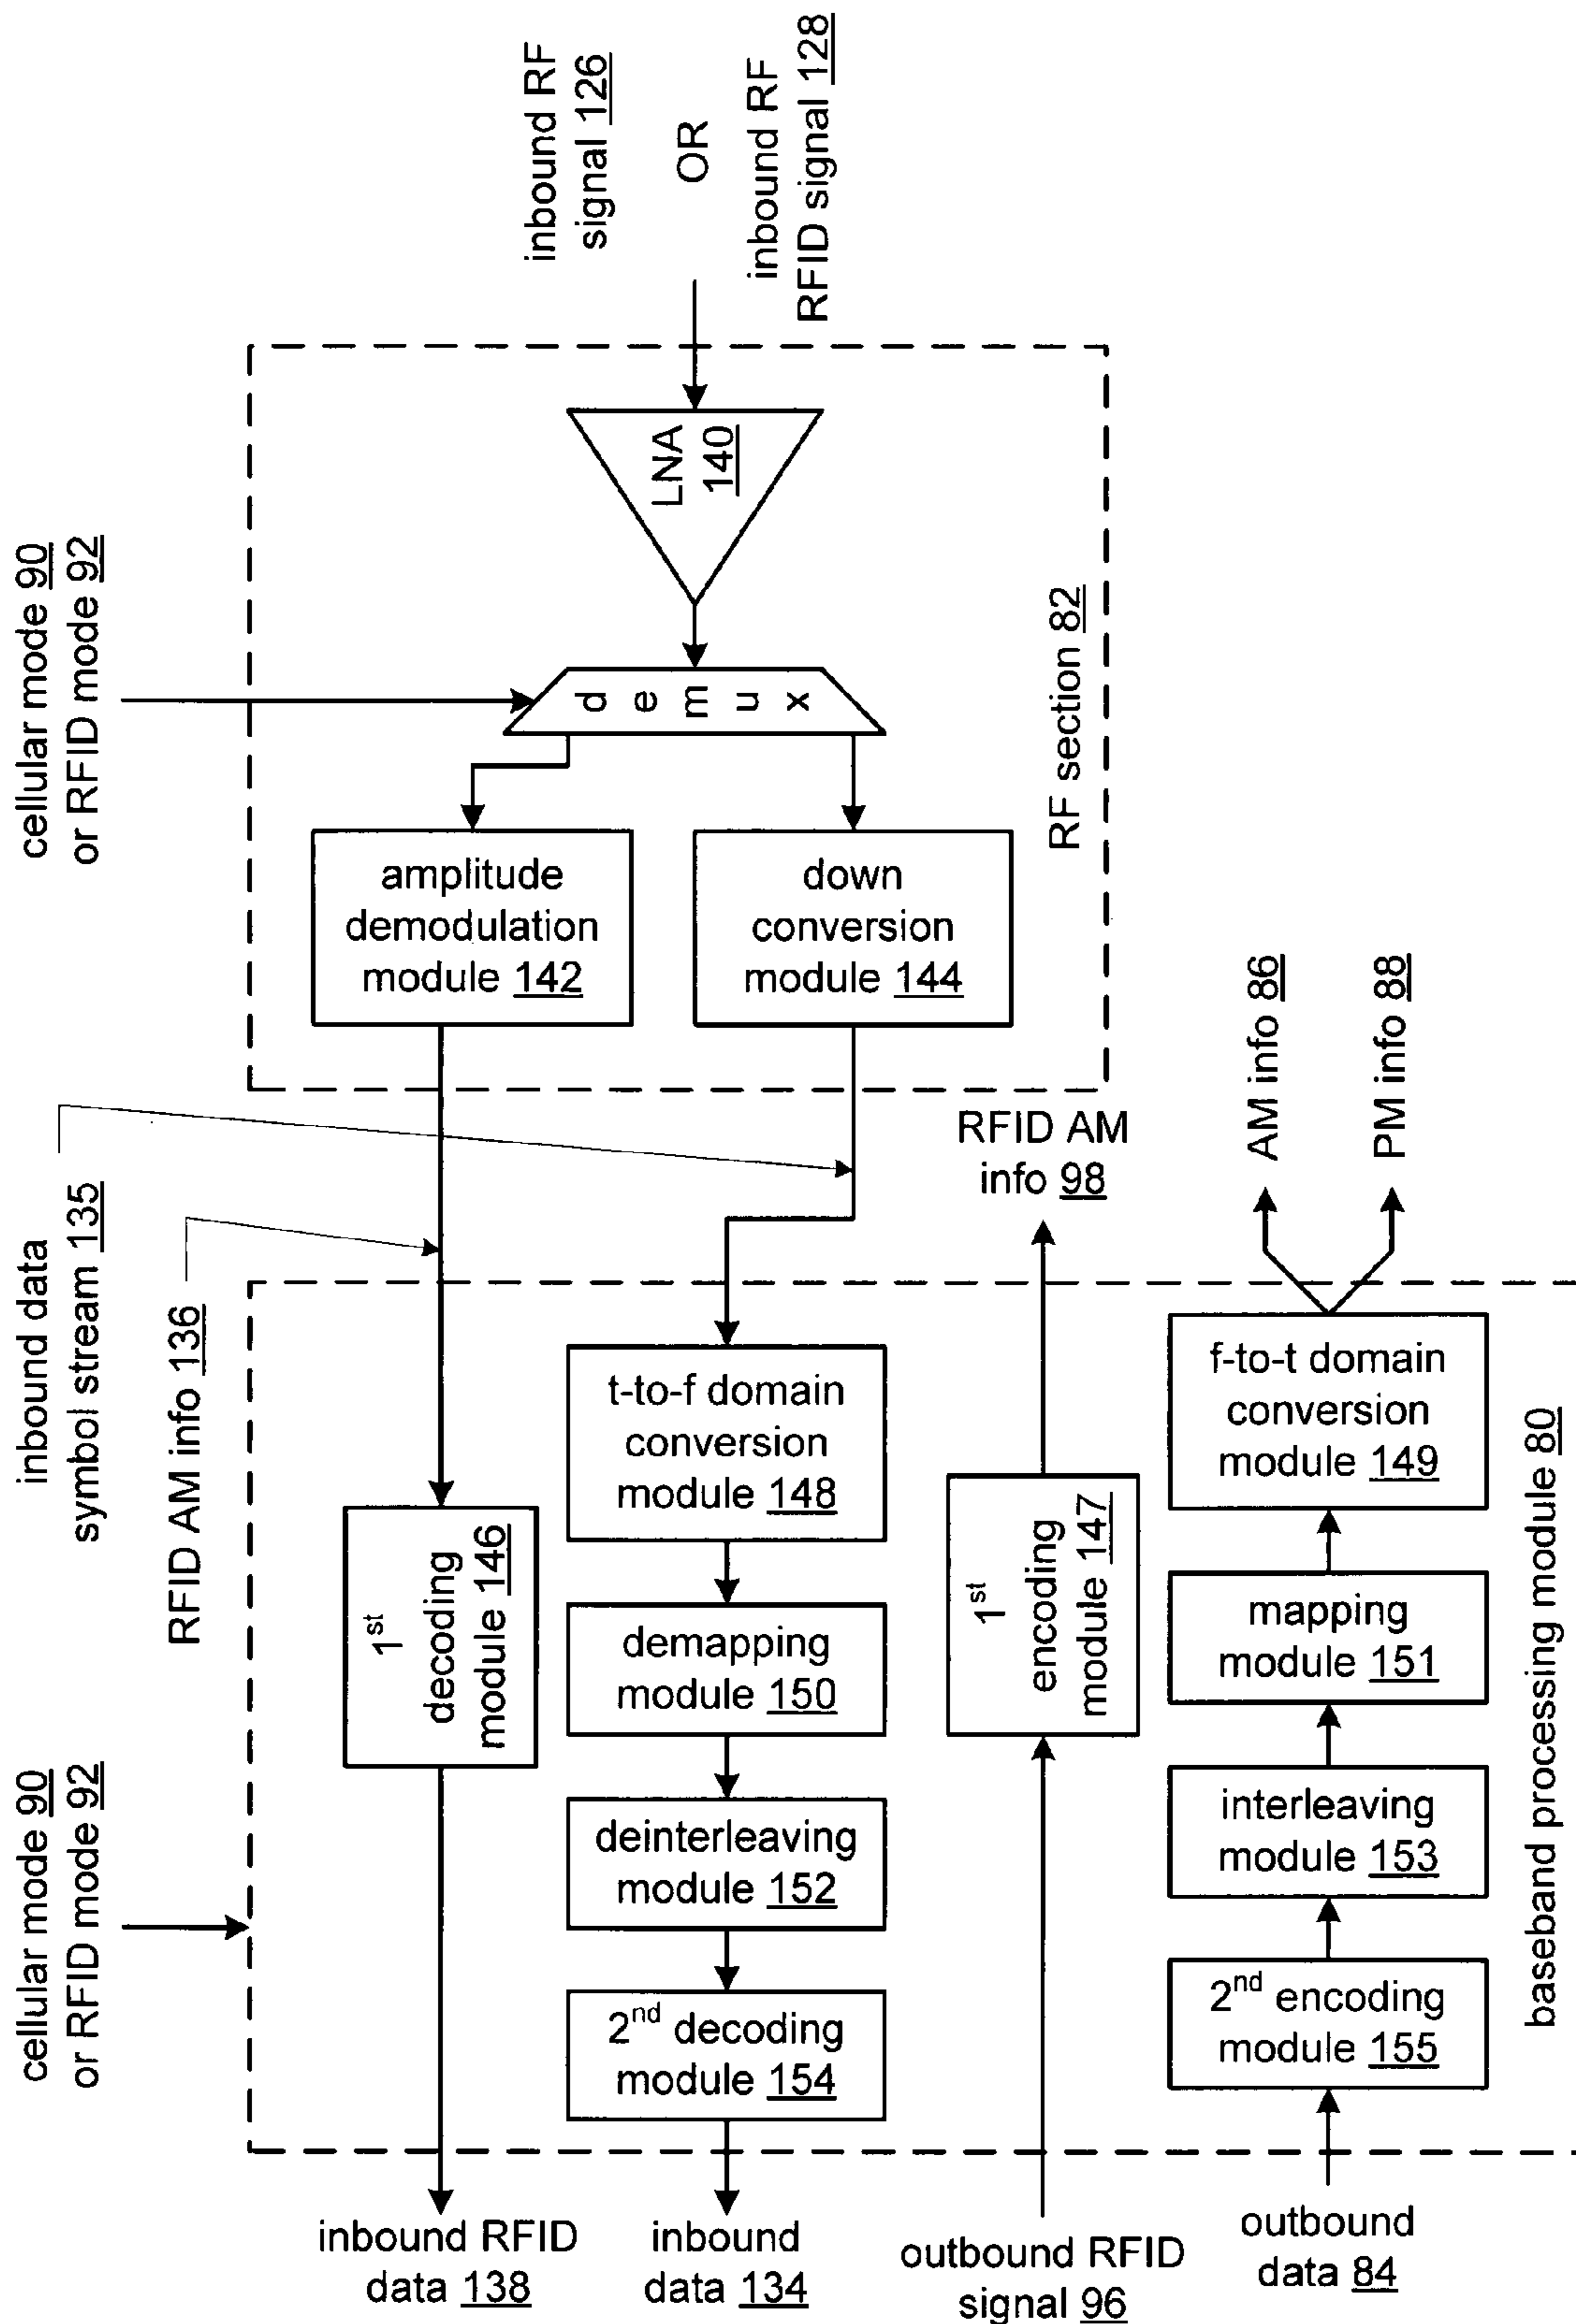 inbound RF
signal 126
OR
inbound RF
RFID signal 128
cellular mode 90
or RFID mode 92
LNA
140
d
e
m
u
x
RF section 82
amplitude
demodulation
module 142
down
conversion
module 144
inbound data
symbol stream 135
RFID AM info 136
RFID AM
info 98
AM info 86
PM info 88
cellular mode 90
or RFID mode 92
1st
decoding
module 146
t-to-f domain
conversion
module 148
demapping
module 150
deinterleaving
module 152
2nd decoding
module 154
1st
encoding
module 147
f-to-t domain
conversion
module 149
mapping
module 151
interleaving
module 153
2nd encoding
module 155
baseband processing module 80
inbound RFID
data 138
inbound
data 134
outbound RFID
signal 96
outbound
data 84